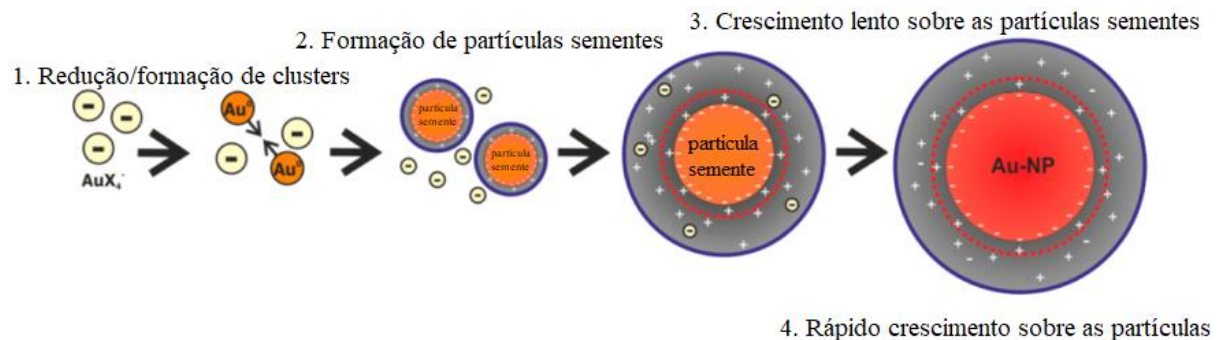 1. Redução/formação de clusters
2. Formação de partículas sementes
3. Crescimento lento sobre as partículas sementes
AuX₄⁻
Au⁰
Au⁰
partícula
semente
partícula
semente
partícula
semente
Au-NP
4. Rápido crescimento sobre as partículas